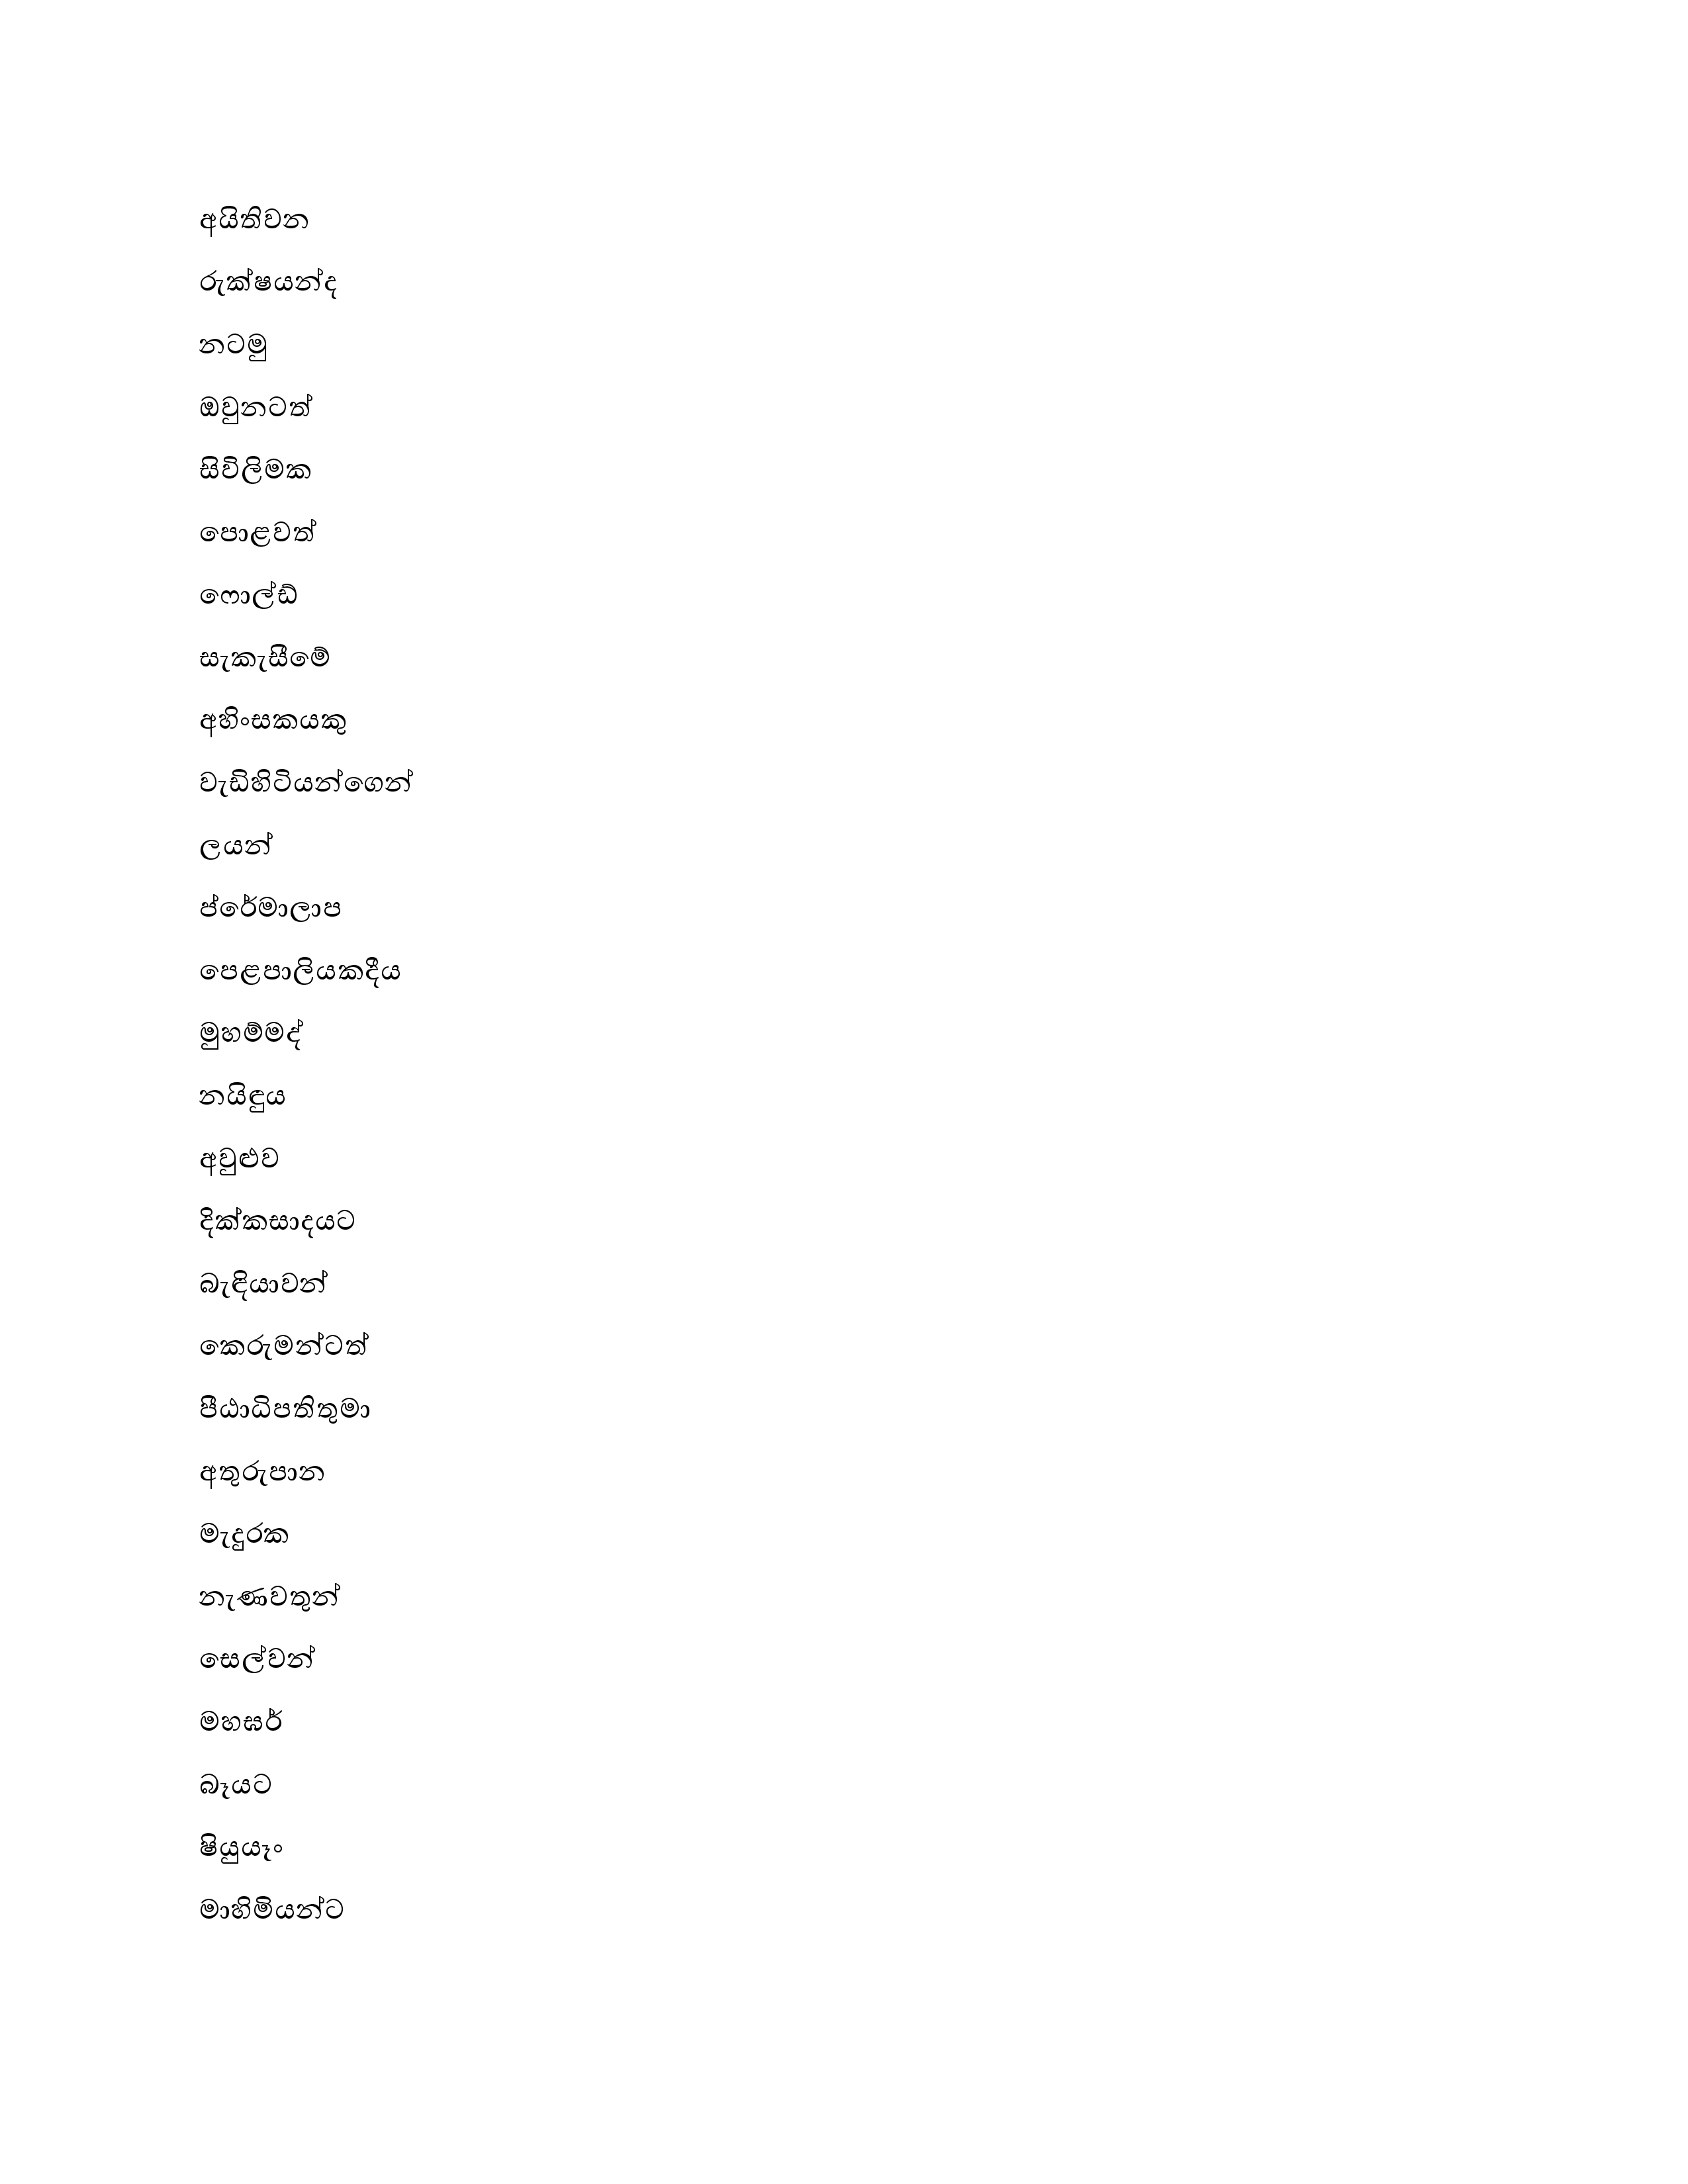 අයිතිවන
රුක්ෂයන්ද
නටමු
ඔවුනටත්
සිවිලිමක
පොළවත්
ෆොල්ඩ්
සැකැසීමේ
අහිංසකයකු
වැඩිහිටියන්ගෙන්
ලයන්
ප්රේමාලාප
පෙළපාලියකදීය
මුහම්මද්
නයිඳුය
අවුළුව
දික්කසාදයට
බැඳියාවන්
කෙරුමන්ටත්
පීඨාධිපතිතුමා
අතුරුපාන
මැදුරක
නැණවතුන්
සෙල්වන්
මහඝර්
බෑයට
ෂියුයෑං
මාහිමියන්ට